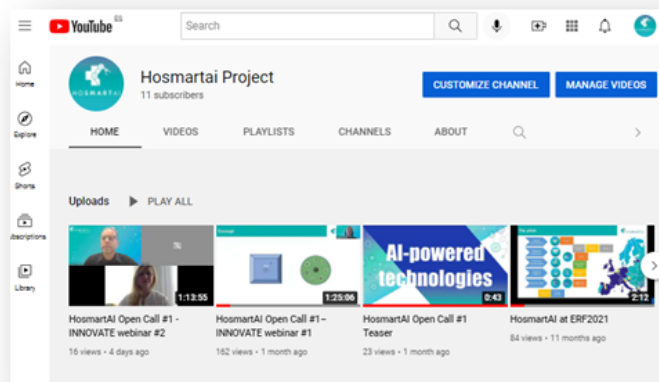 YouTube ES
Search
Home
Explore
Shorts
Library
HOSMARTAI
Hosmartai Project
11 subscribers
CUSTOMIZE CHANNEL
MANAGE VIDEOS
HOME VIDEOS PLAYLISTS CHANNELS ABOUT
Uploads PLAY ALL
1:13:55
HosmartAI Open Call #1 -
INNOVATE webinar #2
16 views • 4 days ago
1:25:06
HosmartAI Open Call #1–
INNOVATE webinar #1
162 views • 1 month ago
AI-powered
technologies
0:43
HosmartAI Open Call #1
Teaser
23 views • 1 month ago
2:12
HosmartAI at ERF2021
84 views • 11 months ago